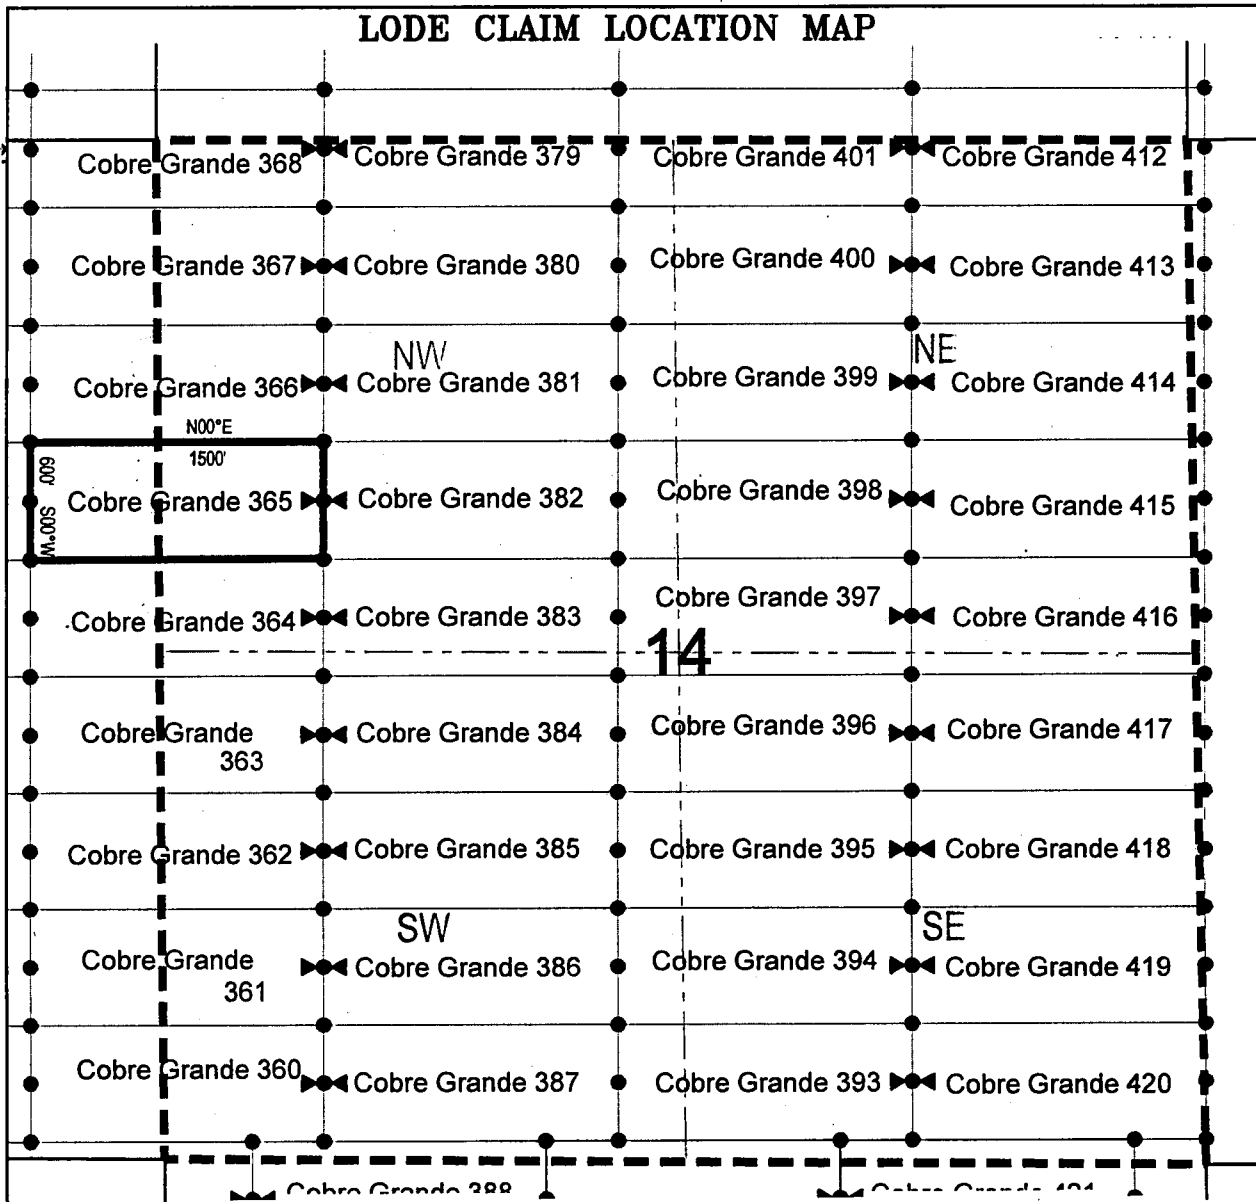 LODE CLAIM LOCATION MAP
Cobre Grande 368
Cobre Grande 379
Cobre Grande 401
Cobre Grande 412
Cobre Grande 367
Cobre Grande 380
Cobre Grande 400
Cobre Grande 413
NW
NE
Cobre Grande 366
Cobre Grande 381
Cobre Grande 399
Cobre Grande 414
N00°E
1500'
600'
S00°W
Cobre Grande 365
Cobre Grande 382
Cobre Grande 398
Cobre Grande 415
Cobre Grande 364
Cobre Grande 383
Cobre Grande 397
Cobre Grande 416
14
Cobre Grande
363
Cobre Grande 384
Cobre Grande 396
Cobre Grande 417
Cobre Grande 362
Cobre Grande 385
Cobre Grande 395
Cobre Grande 418
SW
SE
Cobre Grande
361
Cobre Grande 386
Cobre Grande 394
Cobre Grande 419
Cobre Grande 360
Cobre Grande 387
Cobre Grande 393
Cobre Grande 420
Cobre Grande 388
Cobre Grande 421